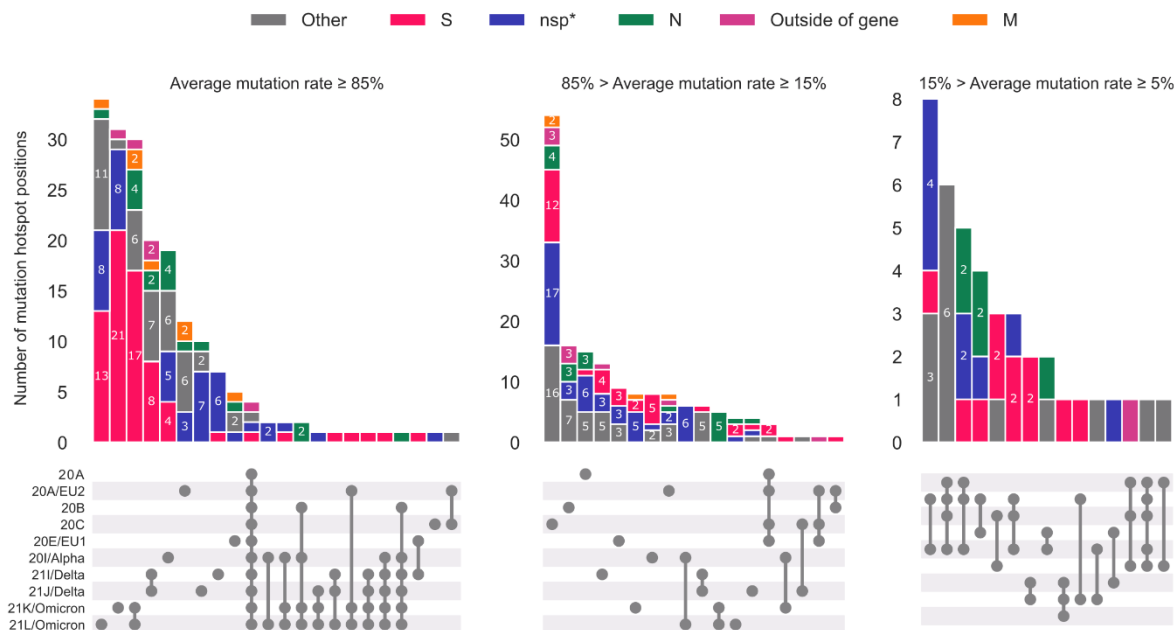 Other S nsp* N Outside of gene M
Average mutation rate ≥ 85%
85% > Average mutation rate ≥ 15%
15% > Average mutation rate ≥ 5%
Number of mutation hotspot positions
30
25
20
15
10
5
0
13 8 11
21 8
17 6 4 2
8 7 2 2
4 5 6 4
3 6 2
7 2
6
2
2
2
2
50
40
30
20
10
0
16 17 12 4 3 2
7 3 3 3
5 6 3
5 3 4
3 3 3
5 2
2 5
3 2
6
5
5
2
2
8
7
6
5
4
3
2
1
0
3 4
6
2 2
2
2
2
2
20A
20A/EU2
20B
20C
20E/EU1
20I/Alpha
21I/Delta
21J/Delta
21K/Omicron
21L/Omicron